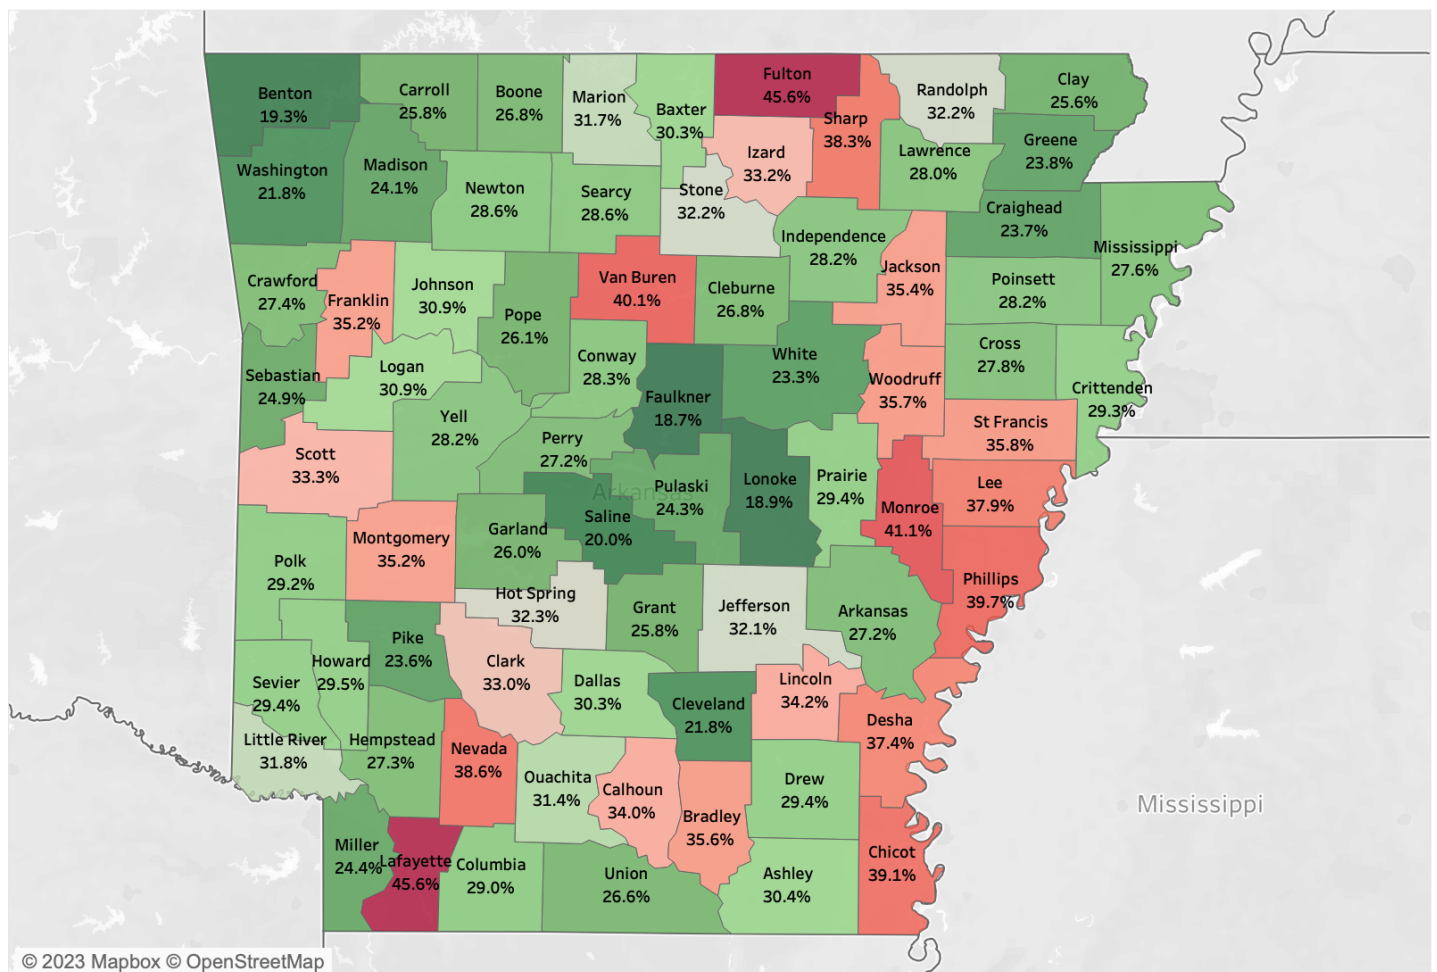 Benton
19.3%
Carroll
25.8%
Boone
26.8%
Marion
31.7%
Baxter
30.3%
Fulton
45.6%
Sharp
38.3%
Randolph
32.2%
Clay
25.6%
Washington
21.8%
Madison
24.1%
Newton
28.6%
Searcy
28.6%
Stone
32.2%
Izard
33.2%
Lawrence
28.0%
Greene
23.8%
Craighead
23.7%
Mississippi
27.6%
Independence
28.2%
Jackson
35.4%
Poinsett
28.2%
Crawford
27.4%
Franklin
35.2%
Johnson
30.9%
Pope
26.1%
Van Buren
40.1%
Cleburne
26.8%
Sebastian
24.9%
Logan
30.9%
Conway
28.3%
Faulkner
18.7%
White
23.3%
Woodruff
35.7%
Cross
27.8%
Crittenden
29.3%
Scott
33.3%
Yell
28.2%
Perry
27.2%
Arkansas
Pulaski
24.3%
Lonoke
18.9%
Prairie
29.4%
St Francis
35.8%
Monroe
41.1%
Lee
37.9%
Saline
20.0%
Garland
26.0%
Montgomery
35.2%
Polk
29.2%
Phillips
39.7%
Hot Spring
32.3%
Grant
25.8%
Jefferson
32.1%
Arkansas
27.2%
Pike
23.6%
Howard
29.5%
Sevier
29.4%
Clark
33.0%
Dallas
30.3%
Cleveland
21.8%
Lincoln
34.2%
Desha
37.4%
Little River
31.8%
Hempstead
27.3%
Nevada
38.6%
Ouachita
31.4%
Calhoun
34.0%
Bradley
35.6%
Drew
29.4%
Mississippi
Miller
24.4%
Lafayette
45.6%
Columbia
29.0%
Union
26.6%
Ashley
30.4%
Chicot
39.1%
© 2023 Mapbox © OpenStreetMap